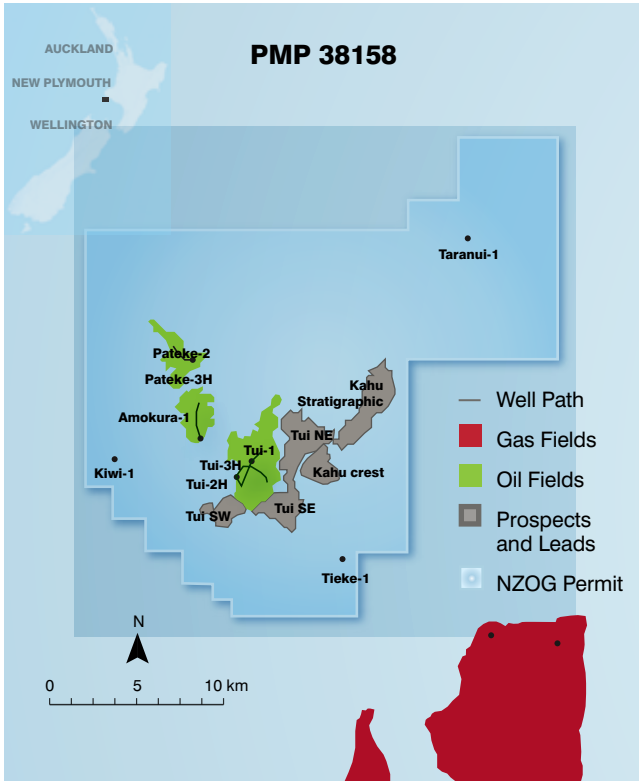 PMP 38158
AUCKLAND
NEW PLYMOUTH
WELLINGTON
Taranui-1
Pateke-2
Pateke-3H
Amokura-1
Kahu
Stratigraphic
Tui NE
Tui-1
Tui-3H
Tui-2H
Kahu crest
Kiwi-1
Tui SW
Tui SE
Tieke-1
Well Path
Gas Fields
Oil Fields
Prospects
and Leads
NZOG Permit
N
0 5 10 km